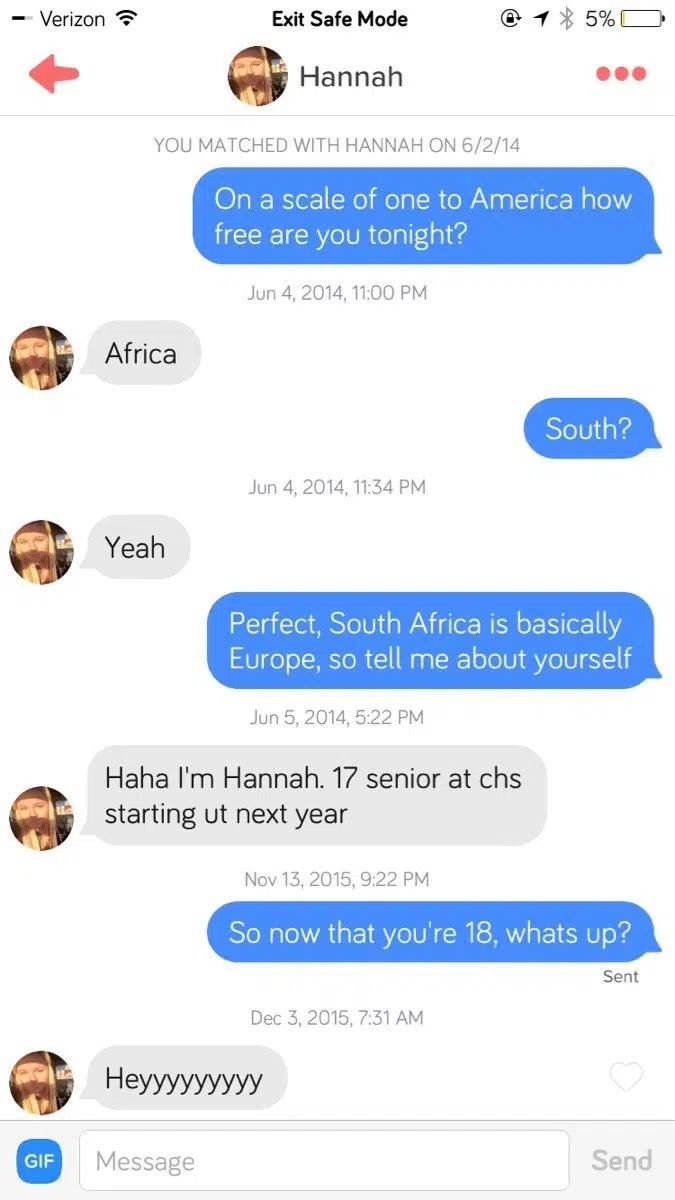 Verizon
Exit Safe Mode
5%
Hannah
YOU MATCHED WITH HANNAH ON 6/2/14
On a scale of one to America how
free are you tonight?
Jun 4, 2014, 11:00 PM
Africa
South?
Jun 4, 2014, 11:34 PM
Yeah
Perfect, South Africa is basically
Europe, so tell me about yourself
Jun 5, 2014, 5:22 PM
Haha I'm Hannah. 17 senior at chs
starting ut next year
Nov 13, 2015, 9:22 PM
So now that you're 18, whats up?
Sent
Dec 3, 2015, 7:31 AM
Heyyyyyyyyy
GIF
Message
Send